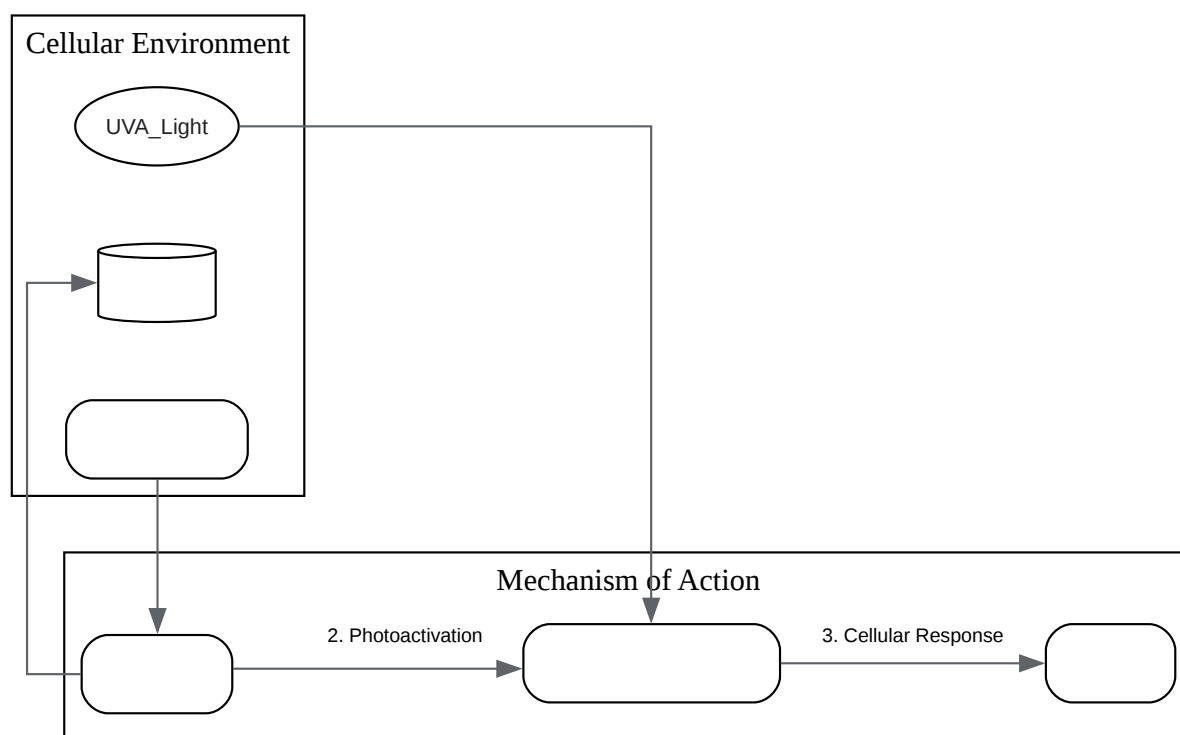 Cellular Environment
UVA_Light
Mechanism of Action
2. Photoactivation
3. Cellular Response